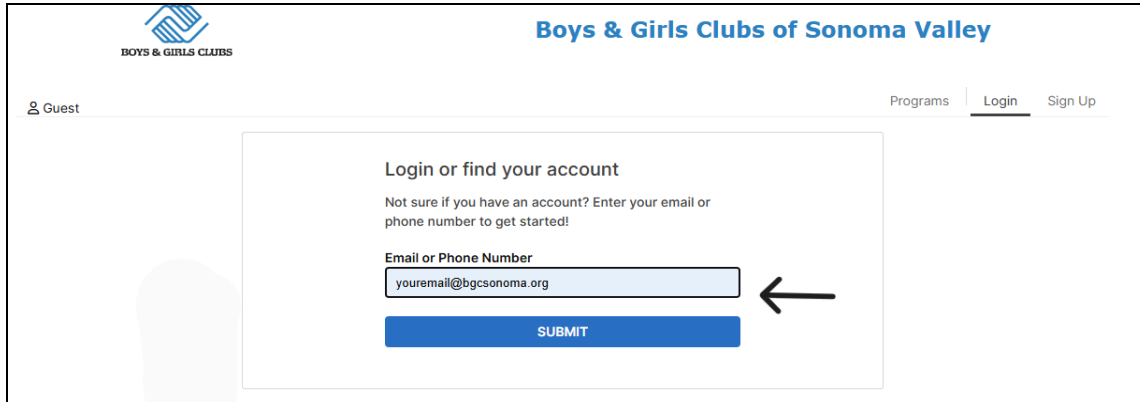 BOYS & GIRLS CLUBS
Boys & Girls Clubs of Sonoma Valley
Guest
Programs
Login
Sign Up
Login or find your account
Not sure if you have an account? Enter your email or
phone number to get started!
Email or Phone Number
youremail@bgcsonoma.org
SUBMIT